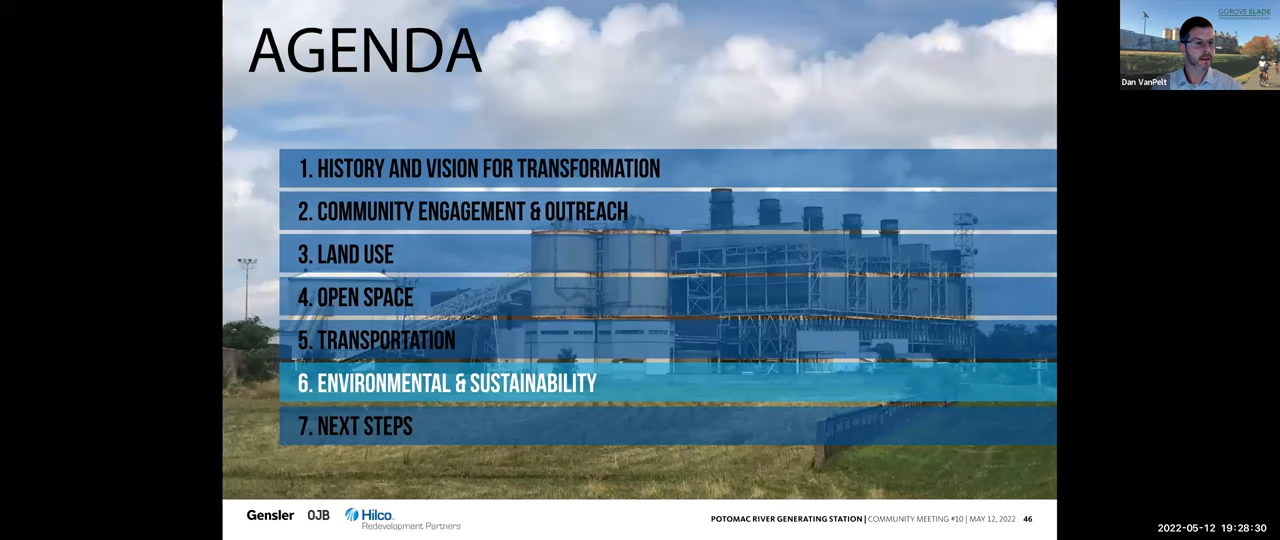 AGENDA
1. HISTORY AND VISION FOR TRANSFORMATION
2. COMMUNITY ENGAGEMENT & OUTREACH
3. LAND USE
4. OPEN SPACE
5. TRANSPORTATION
6. ENVIRONMENTAL & SUSTAINABILITY
7. NEXT STEPS
Gensler OJB Hilco
Redevelopment Partners
POTOMAC RIVER GENERATING STATION | COMMUNITY MEETING #10 | MAY 12, 2022 46
GOROVE SLADE
Dan VanPelt
2022-05-12 19:28:30